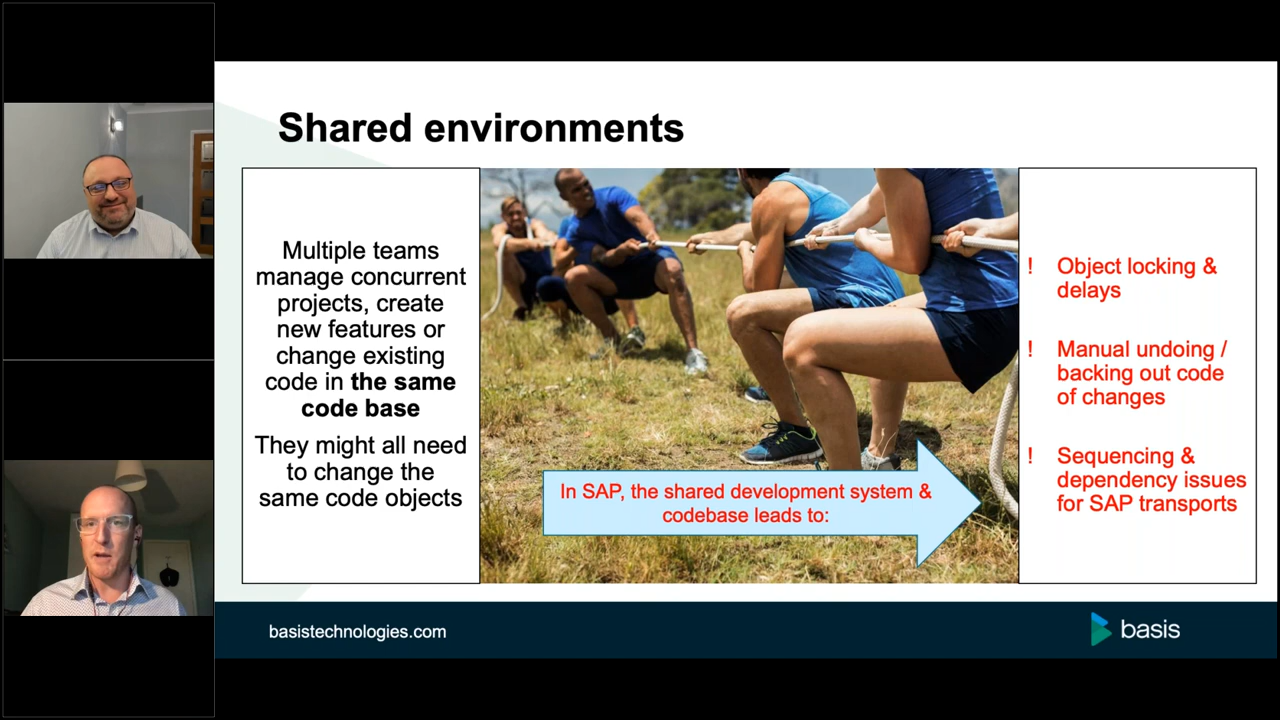 Shared environments
Multiple teams
manage concurrent
projects, create
new features or
change existing
code in the same
code base
They might all need
to change the
same code objects
In SAP, the shared development system &
codebase leads to:
! Object locking &
delays
! Manual undoing /
backing out code
of changes
! Sequencing &
dependency issues
for SAP transports
basistechnologies.com
basis